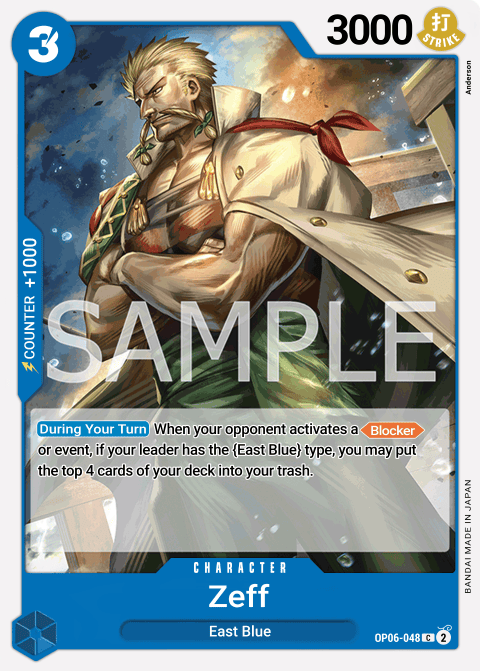 3
3000
打
STRIKE
Anderson
COUNTER +1000
SAMPLE
During Your Turn When your opponent activates a Blocker
or event, if your leader has the {East Blue} type, you may put
the top 4 cards of your deck into your trash.
BANDAI MADE IN JAPAN
CHARACTER
Zeff
East Blue
OP06-048 C 2